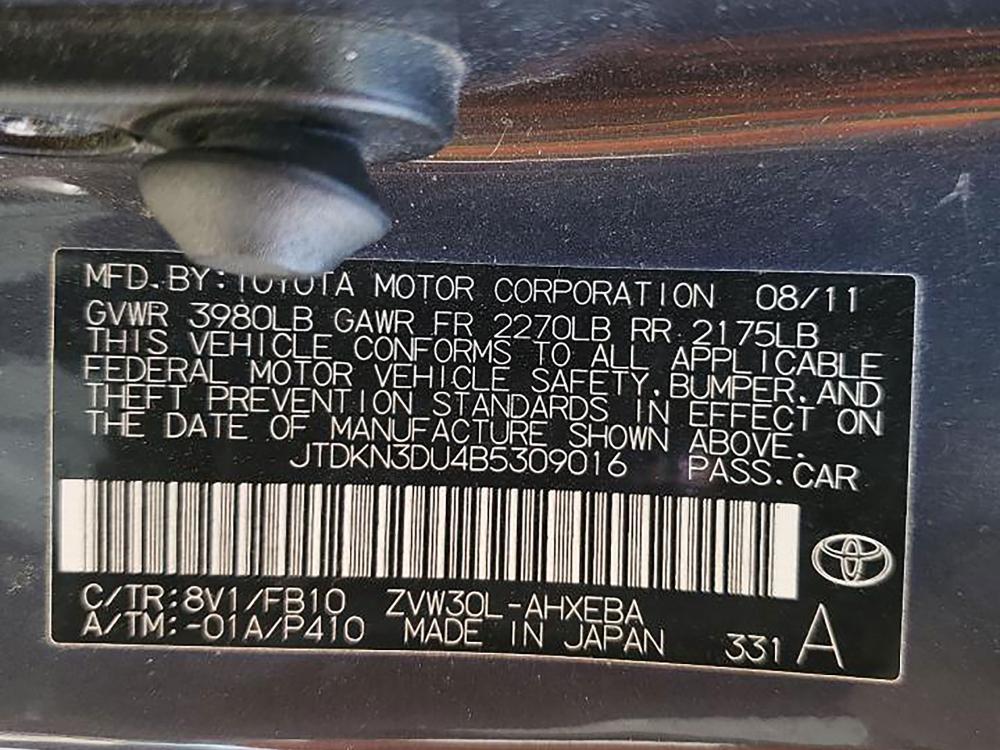 MFD.BY:TOYOTA MOTOR CORPORATION 08/11
GVWR 3980LB GAWR FR 2270LB RR 2175LB
THIS VEHICLE CONFORMS TO ALL APPLICABLE
FEDERAL MOTOR VEHICLE SAFETY,BUMPER,AND
THEFT PREVENTION STANDARDS IN EFFECT ON
THE DATE OF MANUFACTURE SHOWN ABOVE.
JTDKN3DU4B5309016 PASS.CAR
C/TR:8V1/FB10 ZVW30L-AHXEBA
A/TM:-01A/P410 MADE IN JAPAN 331 A